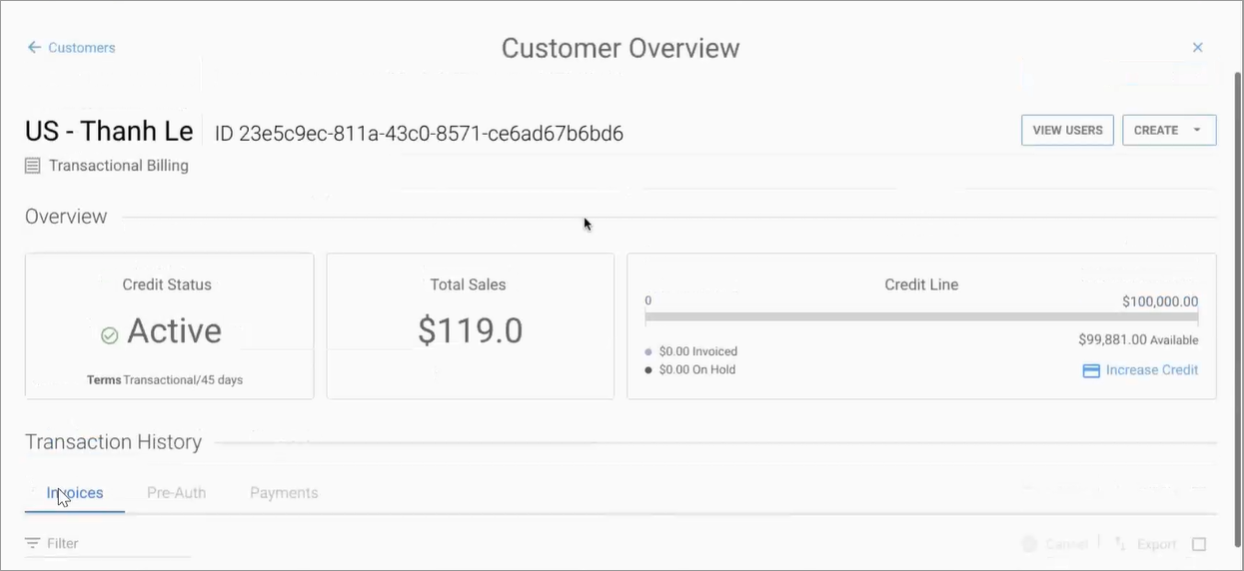 Customers
Customer Overview
US - Thanh Le ID 23e5c9ec-811a-43c0-8571-ce6ad67b6bd6
VIEW USERS
CREATE
Transactional Billing
Overview
Credit Status
Active
Terms Transactional/45 days
Total Sales
$119.0
Credit Line
0
$100,000.00
$99,881.00 Available
$0.00 Invoiced
$0.00 On Hold
Increase Credit
Transaction History
Invoices
Pre-Auth
Payments
Filter
Cancel
Export